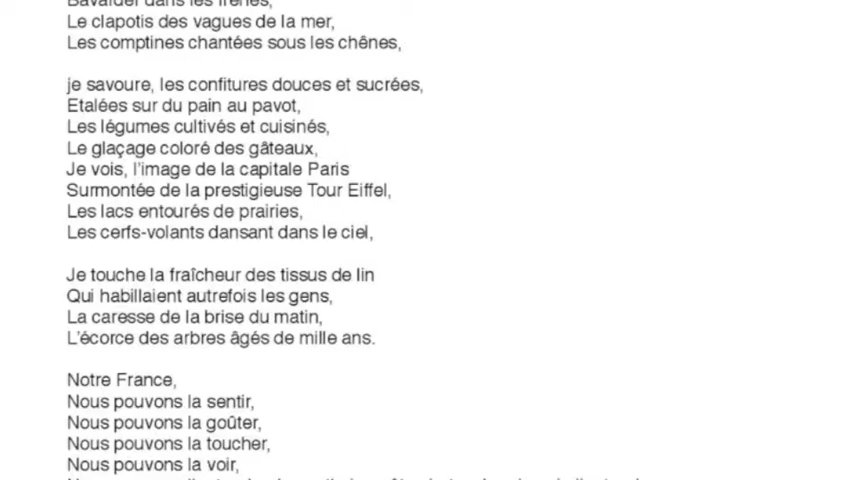 Bavarder dans les frênes,
Le clapotis des vagues de la mer,
Les comptines chantées sous les chênes,
je savoure, les confitures douces et sucrées,
Etalées sur du pain au pavot,
Les légumes cultivés et cuisinés,
Le glaçage coloré des gâteaux,
Je vois, l'image de la capitale Paris
Surmontée de la prestigieuse Tour Eiffel,
Les lacs entourés de prairies,
Les cerfs-volants dansant dans le ciel,
Je touche la fraîcheur des tissus de lin
Qui habillaient autrefois les gens,
La caresse de la brise du matin,
L'écorce des arbres âgés de mille ans.
Notre France,
Nous pouvons la sentir,
Nous pouvons la goûter,
Nous pouvons la toucher,
Nous pouvons la voir,